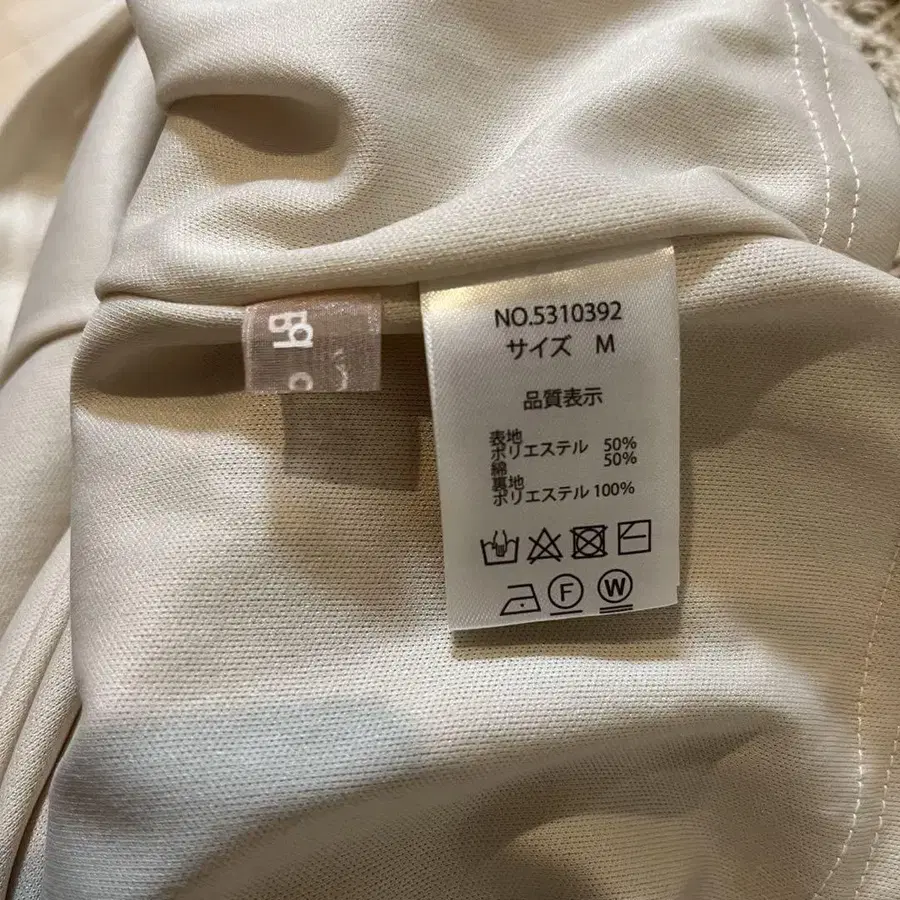 NO.5310392
サイズ M
品質表示
表地
ポリエステル 50%
綿 50%
裏地
ポリエステル 100%
F
W